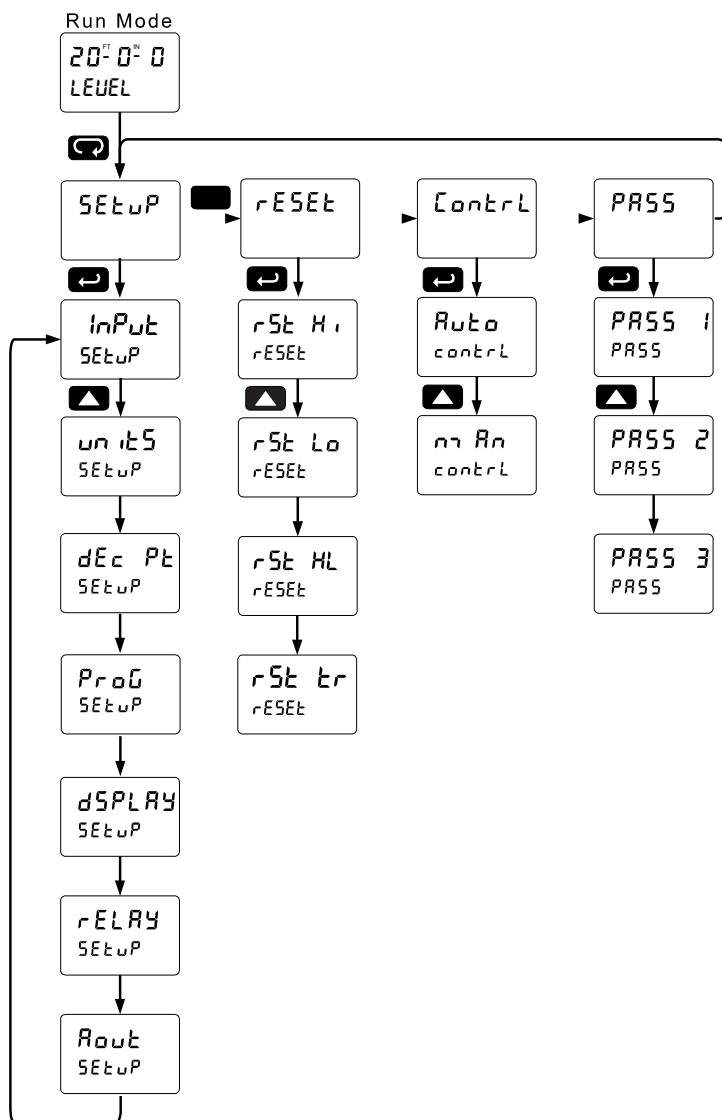 Run Mode
20 FT - 0 IN - 0
LEVEL
SEtuP
InPut
SEtuP
unitS
SEtuP
dEc Pt
SEtuP
ProG
SEtuP
dSPLAY
SEtuP
rELAY
SEtuP
Aout
SEtuP
rESEt
rSt Hi
rESEt
rSt Lo
rESEt
rSt HL
rESEt
rSt tr
rESEt
ContrL
Auto
contrL
mAn
contrL
PASS
PASS 1
PASS
PASS 2
PASS
PASS 3
PASS